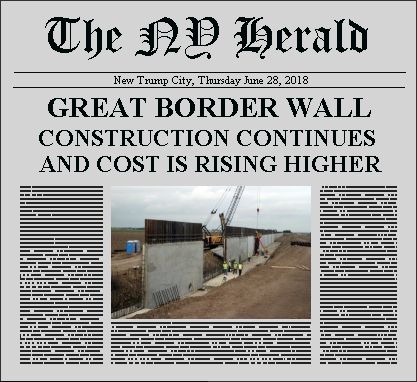 The NY Herald
New Trump City, Thursday June 28, 2018
GREAT BORDER WALL
CONSTRUCTION CONTINUES
AND COST IS RISING HIGHER